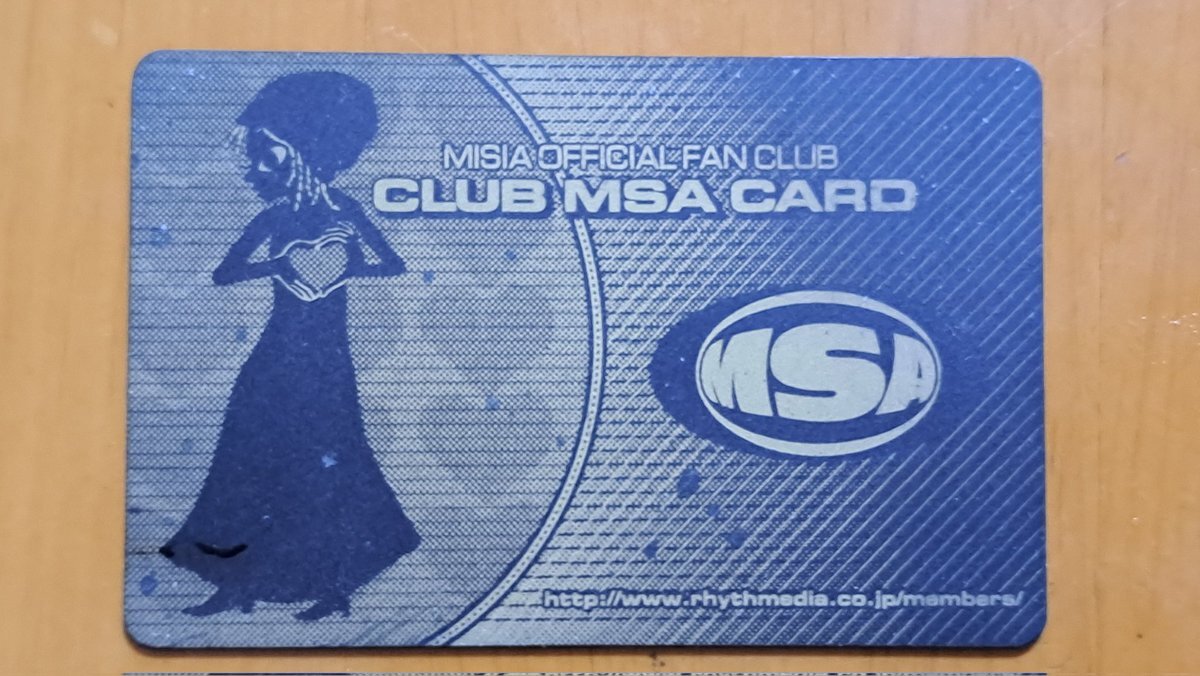 MISIA OFFICIAL FAN CLUB
CLUB MSA CARD
MSA
http://www.rhythmedia.co.jp/members/